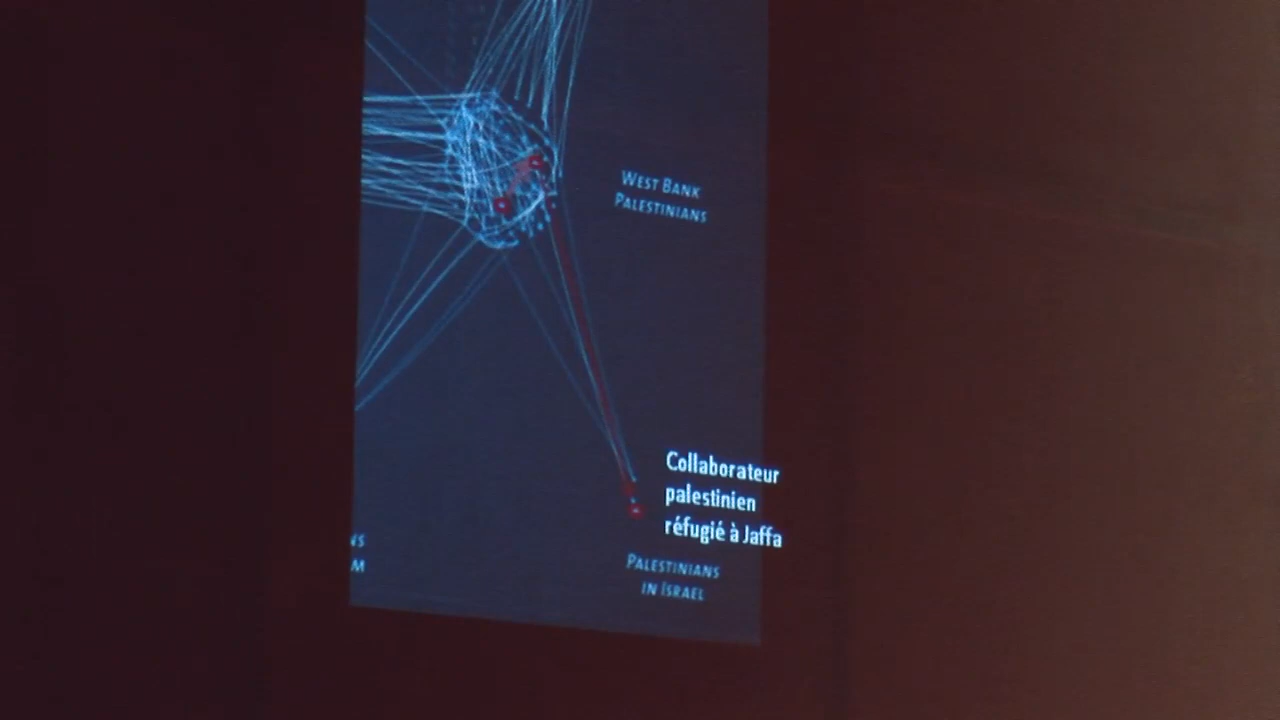 WEST BANK
PALESTINIANS
Collaborateur
palestinien
réfugié à Jaffa
PALESTINIANS
IN ISRAEL